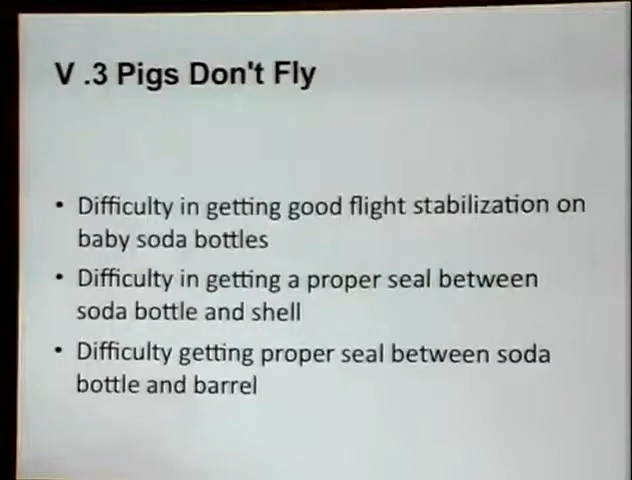 V .3 Pigs Don't Fly
• Difficulty in getting good flight stabilization on
baby soda bottles
• Difficulty in getting a proper seal between
soda bottle and shell
• Difficulty getting proper seal between soda
bottle and barrel